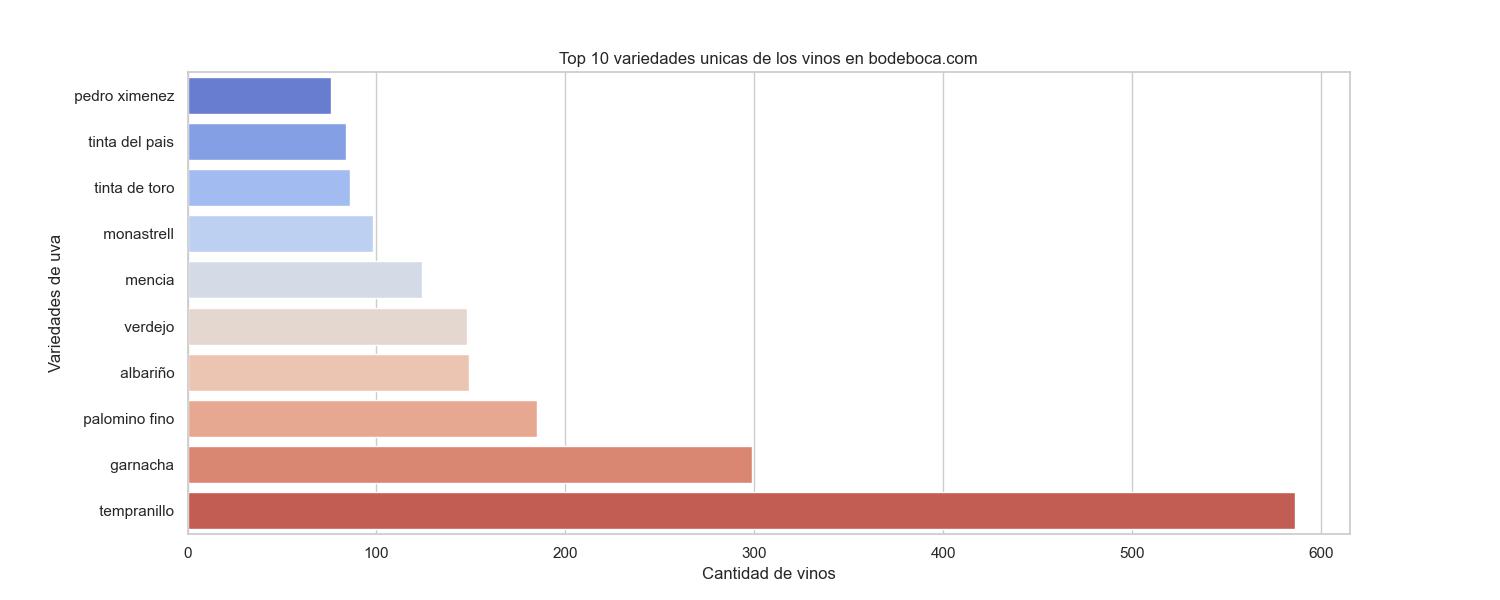 Top 10 variedades unicas de los vinos en bodeboca.com
Variedades de uva
pedro ximenez
tinta del pais
tinta de toro
monastrell
mencia
verdejo
albariño
palomino fino
garnacha
tempranillo
0 100 200 300 400 500 600
Cantidad de vinos